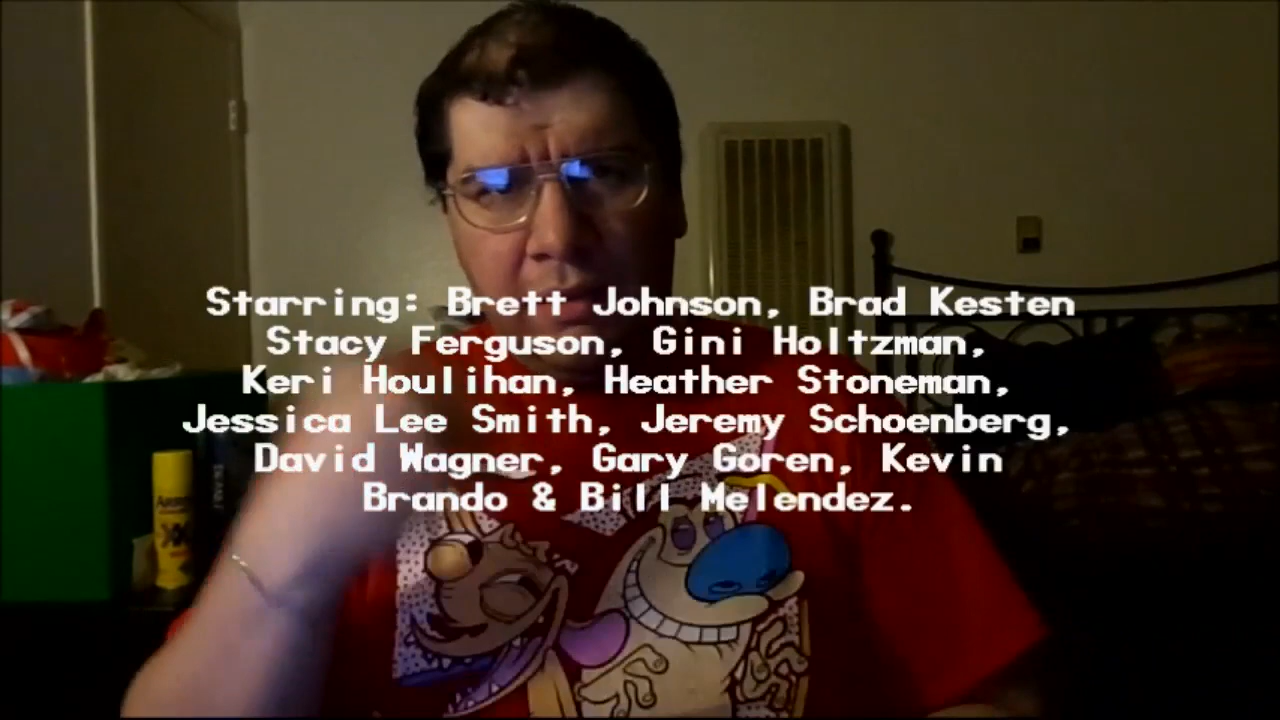 Starring: Brett Johnson, Brad Kesten
Stacy Ferguson, Gini Holtzman,
Keri Houlihan, Heather Stoneman,
Jessica Lee Smith, Jeremy Schoenberg,
David Wagner, Gary Goren, Kevin
Brando & Bill Melendez.